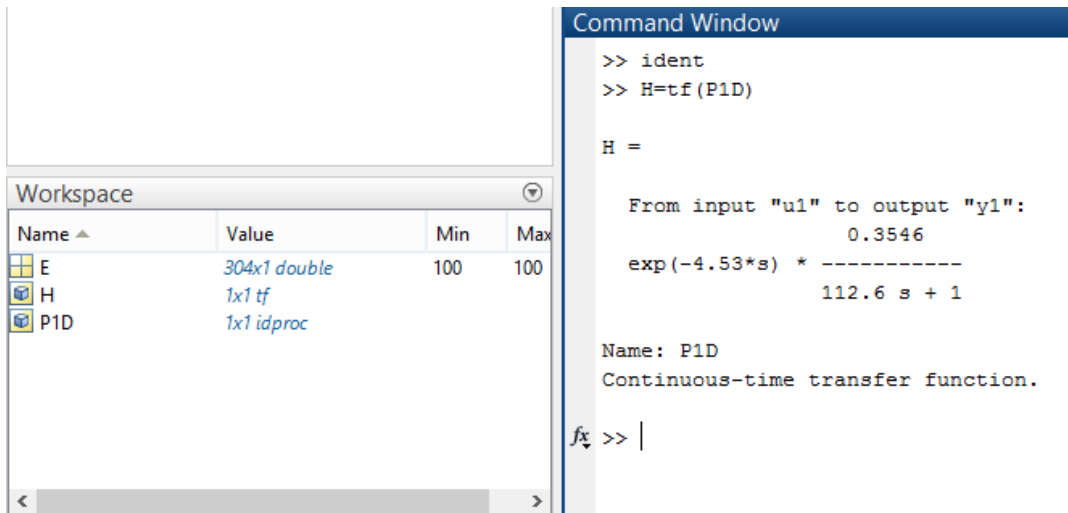 Command Window
>> ident
>> H=tf(P1D)
H =
From input "u1" to output "y1":
0.3546
exp(-4.53*s) * -----------
112.6 s + 1
Name: P1D
Continuous-time transfer function.
fx >>
Workspace
Name Value Min Max
E 304x1 double 100 100
H 1x1 tf
P1D 1x1 idproc